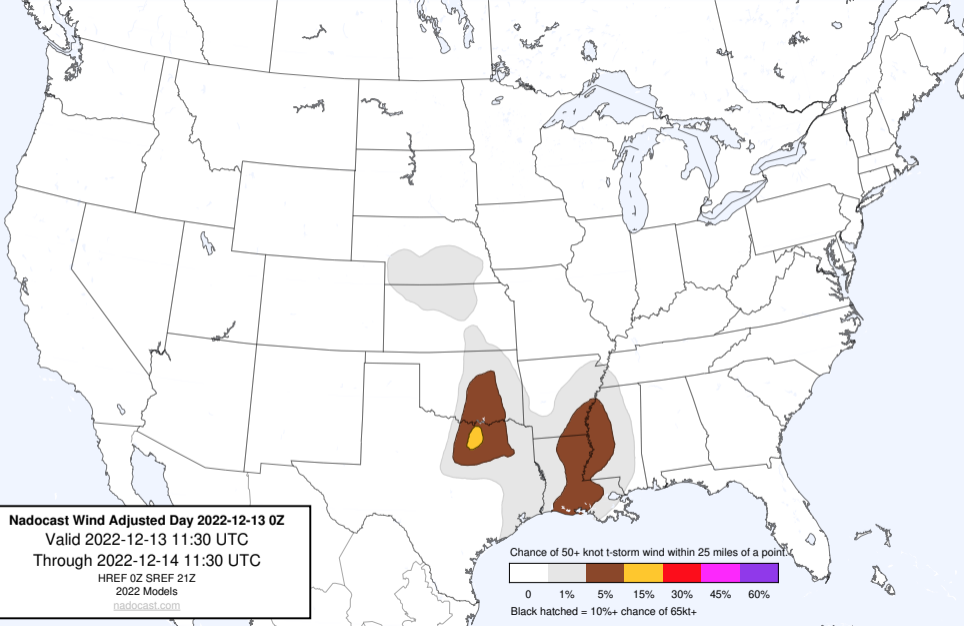 Nadocast Wind Adjusted Day 2022-12-13 0Z
Valid 2022-12-13 11:30 UTC
Through 2022-12-14 11:30 UTC
HREF 0Z SREF 21Z
2022 Models
nadocast.com
Chance of 50+ knot t-storm wind within 25 miles of a point.
0 1% 5% 15% 30% 45% 60%
Black hatched = 10%+ chance of 65kt+